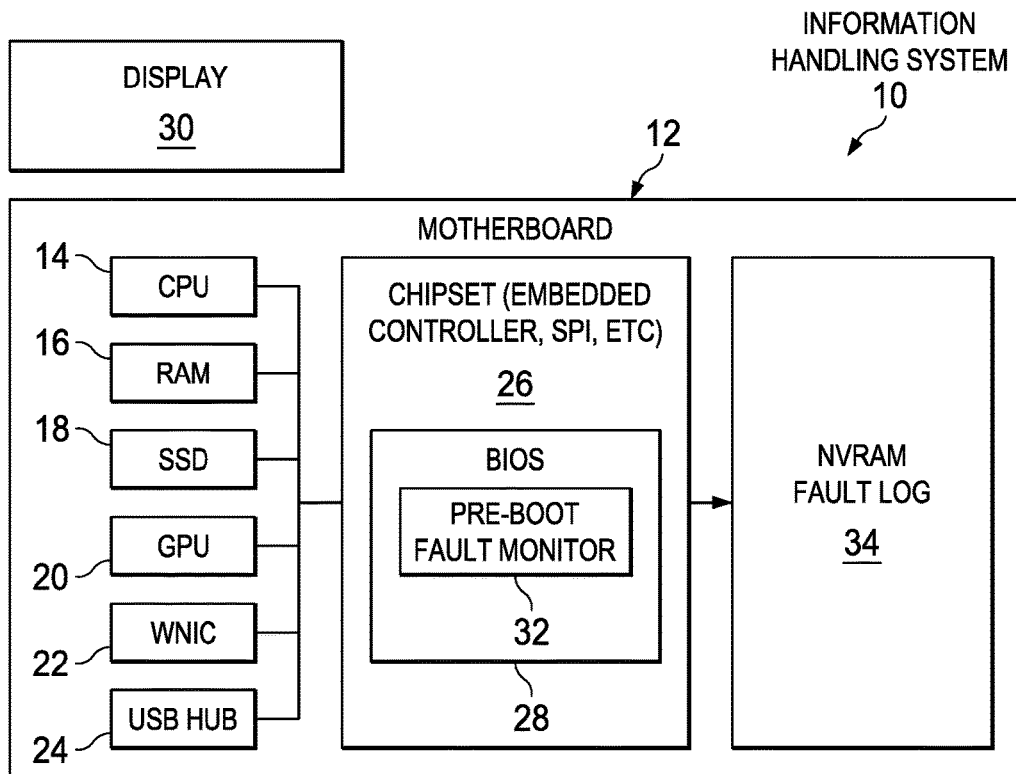 INFORMATION
HANDLING SYSTEM
10
DISPLAY
30
12
MOTHERBOARD
14
CPU
16
RAM
18
SSD
GPU
20
WNIC
22
USB HUB
24
CHIPSET (EMBEDDED
CONTROLLER, SPI, ETC)
26
BIOS
PRE-BOOT
FAULT MONITOR
32
28
NVRAM
FAULT LOG
34